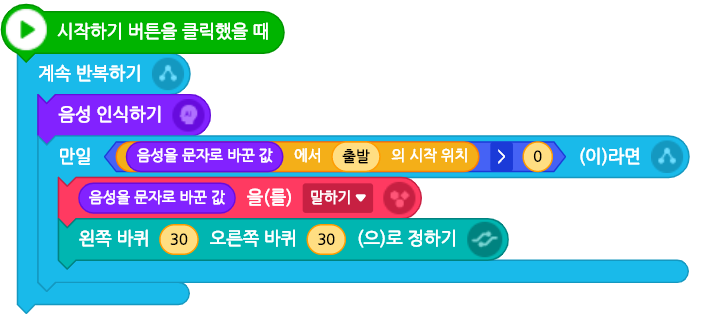 시작하기 버튼을 클릭했을 때
계속 반복하기
음성 인식하기
만일 음성을 문자로 바꾼 값 에서 출발 의 시작 위치 > 0 (이)라면
음성을 문자로 바꾼 값 을(를) 말하기
왼쪽 바퀴 30 오른쪽 바퀴 30 (으)로 정하기